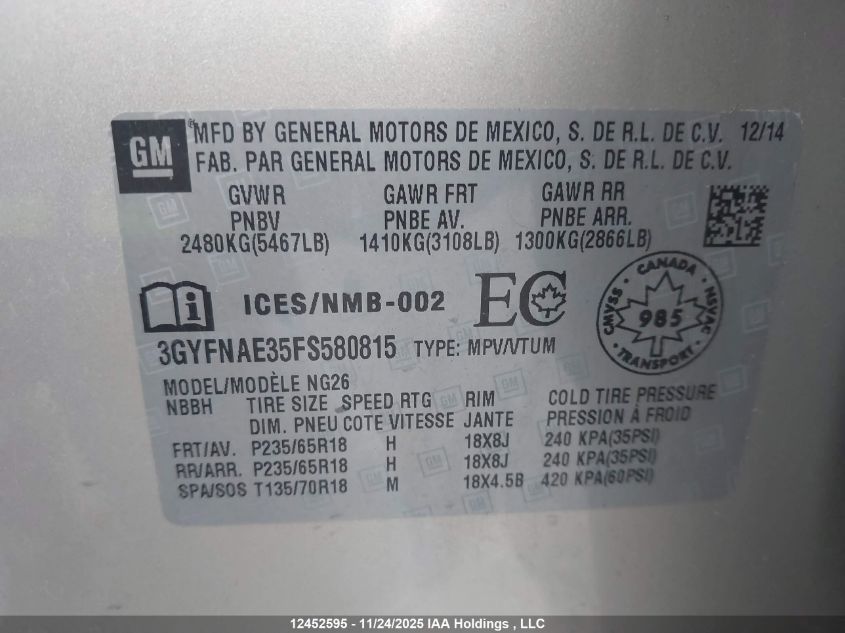 GM ® MFD BY GENERAL MOTORS DE MEXICO, S. DE R.L. DE C.V. 12/14
FAB. PAR GENERAL MOTORS DE MEXICO, S. DE R.L. DE C.V.
GVWR GAWR FRT GAWR RR
PNBV PNBE AV. PNBE ARR.
2480KG(5467LB) 1410KG(3108LB) 1300KG(2866LB)
i ICES/NMB-002 EC
CANADA
CMVSS 985 NSVAC
TRANSPORT
3GYFNAE35FS580815 TYPE: MPV/VTUM
MODEL/MODÈLE NG26
NBBH TIRE SIZE SPEED RTG RIM COLD TIRE PRESSURE
DIM. PNEU COTE VITESSE JANTE PRESSION À FROID
FRT/AV. P235/65R18 H 18X8J 240 KPA(35PSI)
RR/ARR. P235/65R18 H 18X8J 240 KPA(35PSI)
SPA/SOS T135/70R18 M 18X4.5B 420 KPA(60PSI)
12452595 - 11/24/2025 IAA Holdings , LLC